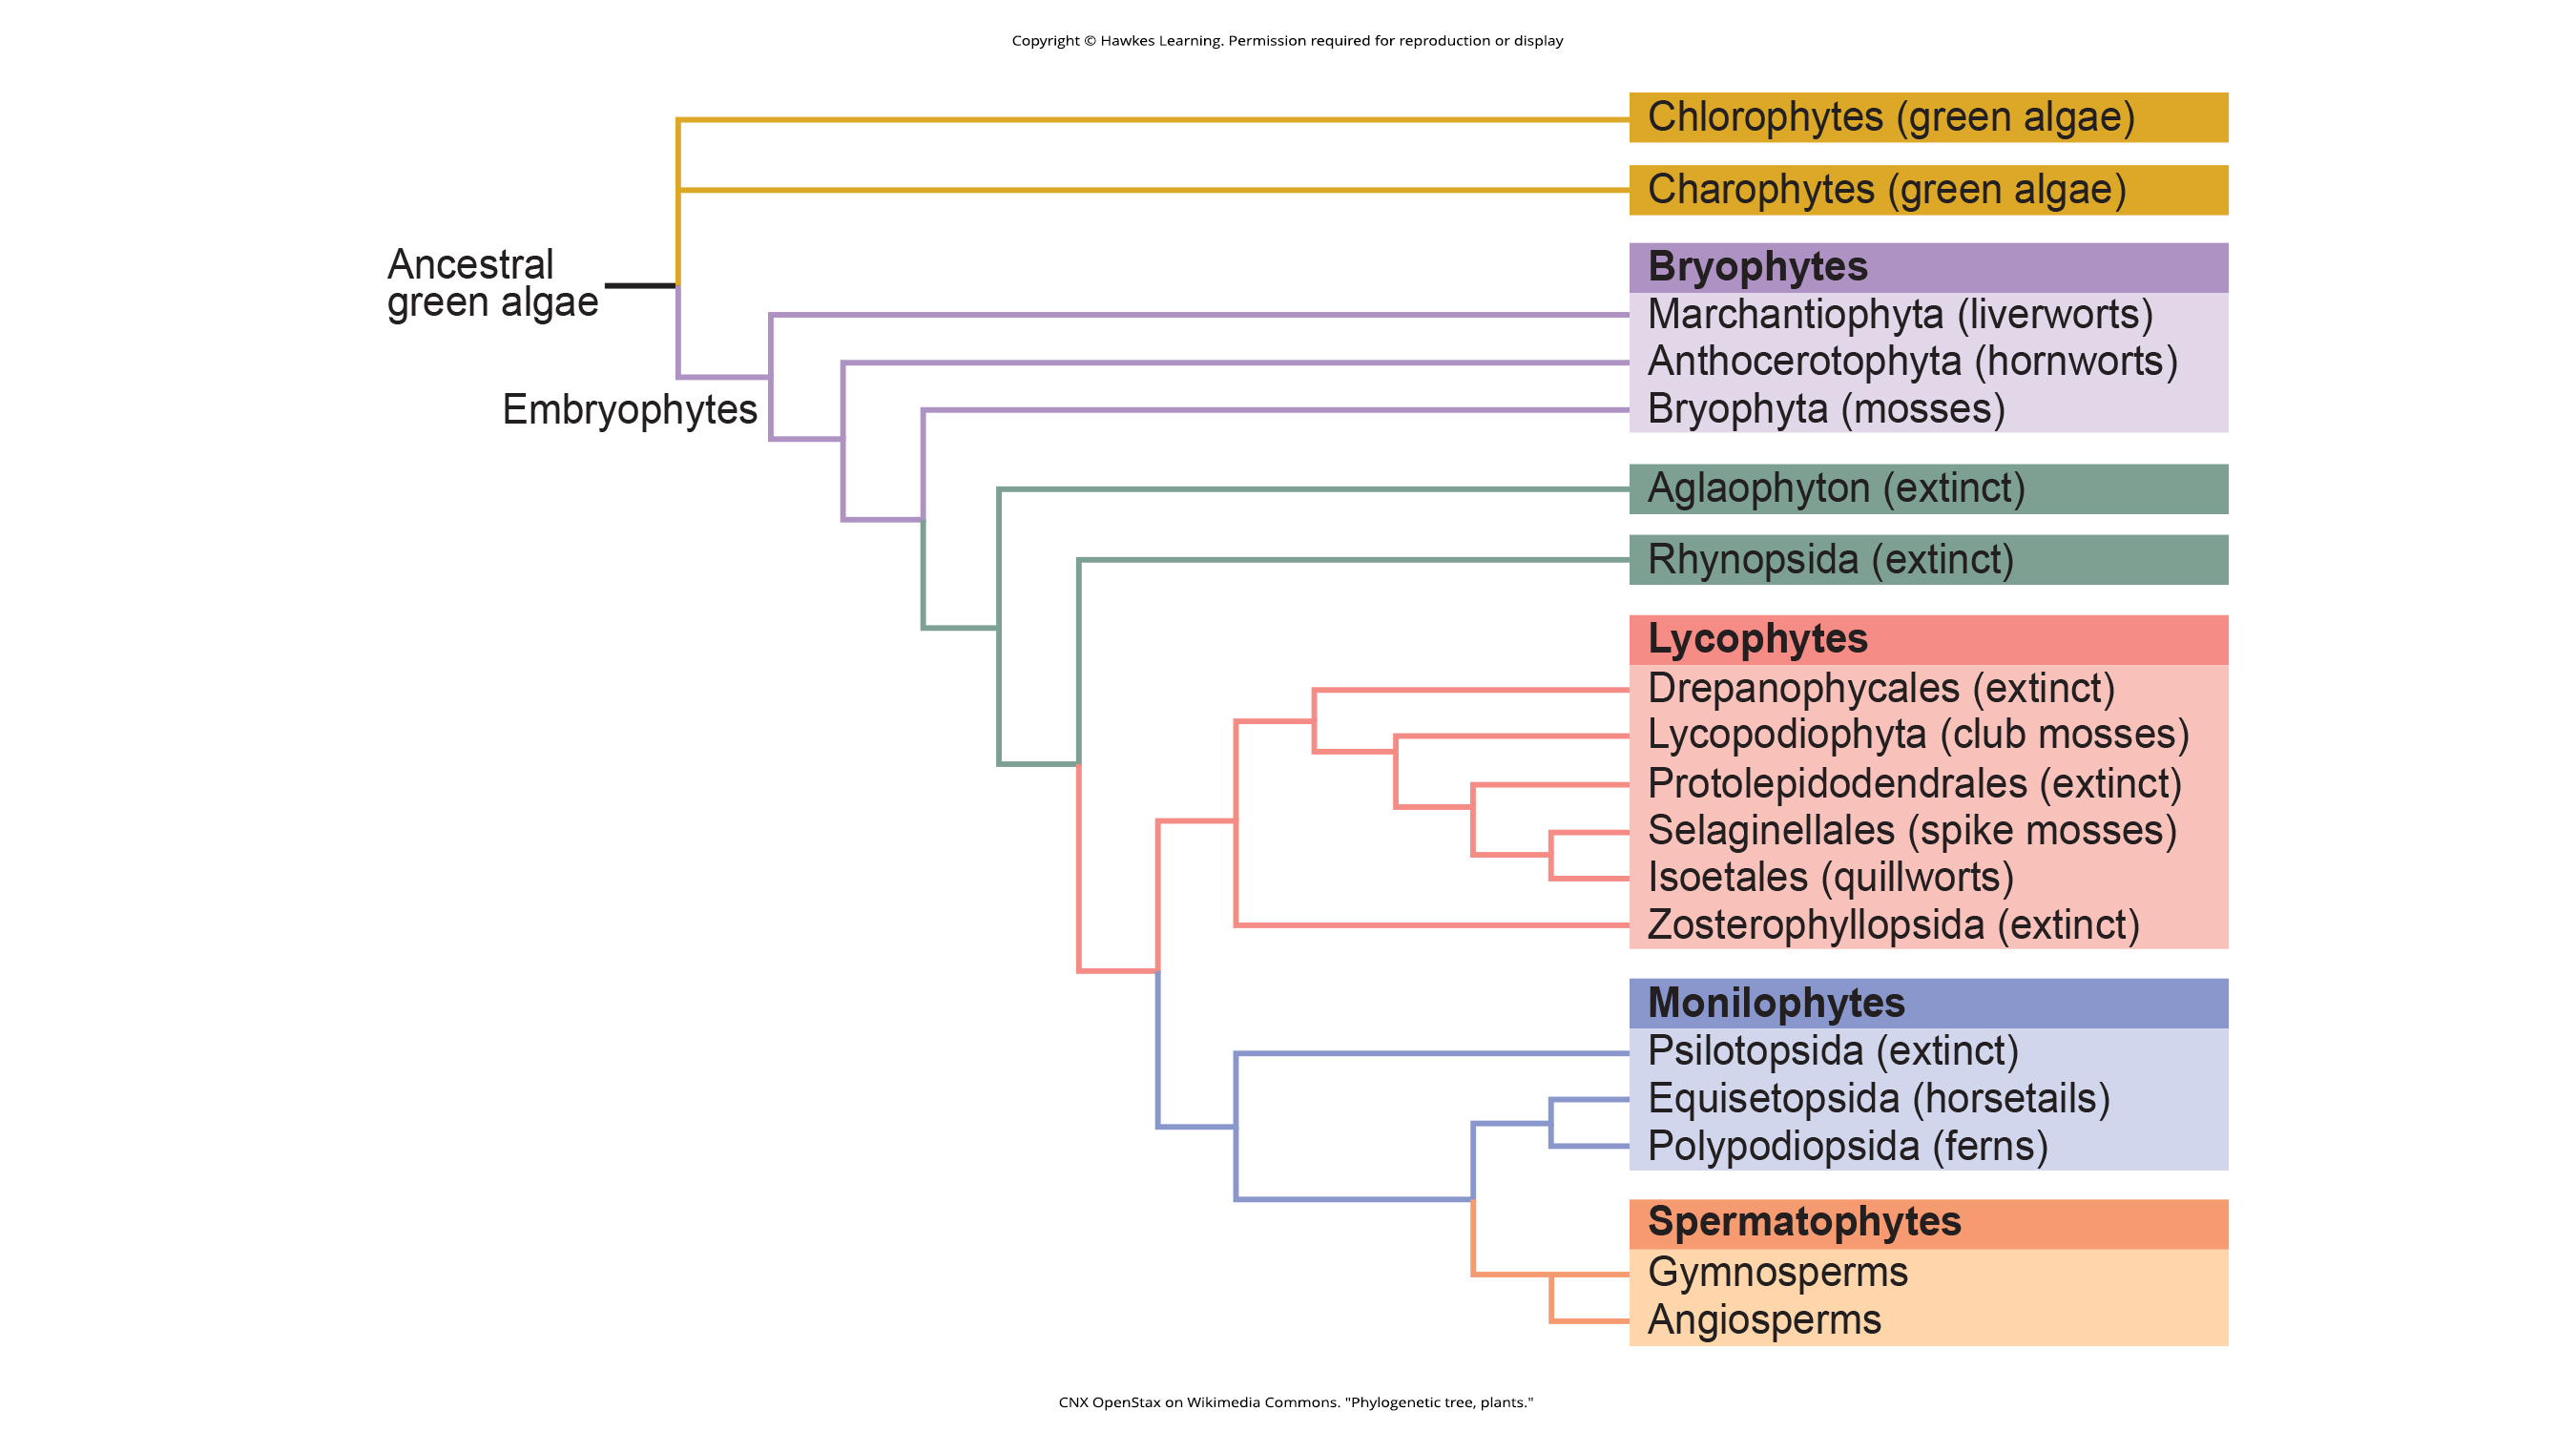 Copyright © Hawkes Learning. Permission required for reproduction or display
Chlorophytes (green algae)
Charophytes (green algae)
Ancestral
green algae
Embryophytes
Bryophytes
Marchantiophyta (liverworts)
Anthocerotophyta (hornworts)
Bryophyta (mosses)
Aglaophyton (extinct)
Rhynopsida (extinct)
Lycophytes
Drepanophycales (extinct)
Lycopodiophyta (club mosses)
Protolepidodendrales (extinct)
Selaginellales (spike mosses)
Isoetales (quillworts)
Zosterophyllopsida (extinct)
Monilophytes
Psilotopsida (extinct)
Equisetopsida (horsetails)
Polypodiopsida (ferns)
Spermatophytes
Gymnosperms
Angiosperms
CNX OpenStax on Wikimedia Commons. "Phylogenetic tree, plants."